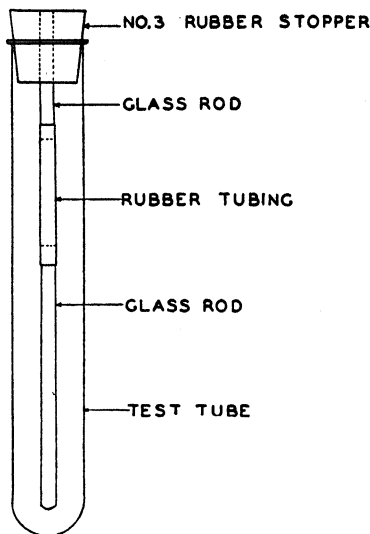 NO.3 RUBBER STOPPER
GLASS ROD
RUBBER TUBING
GLASS ROD
TEST TUBE